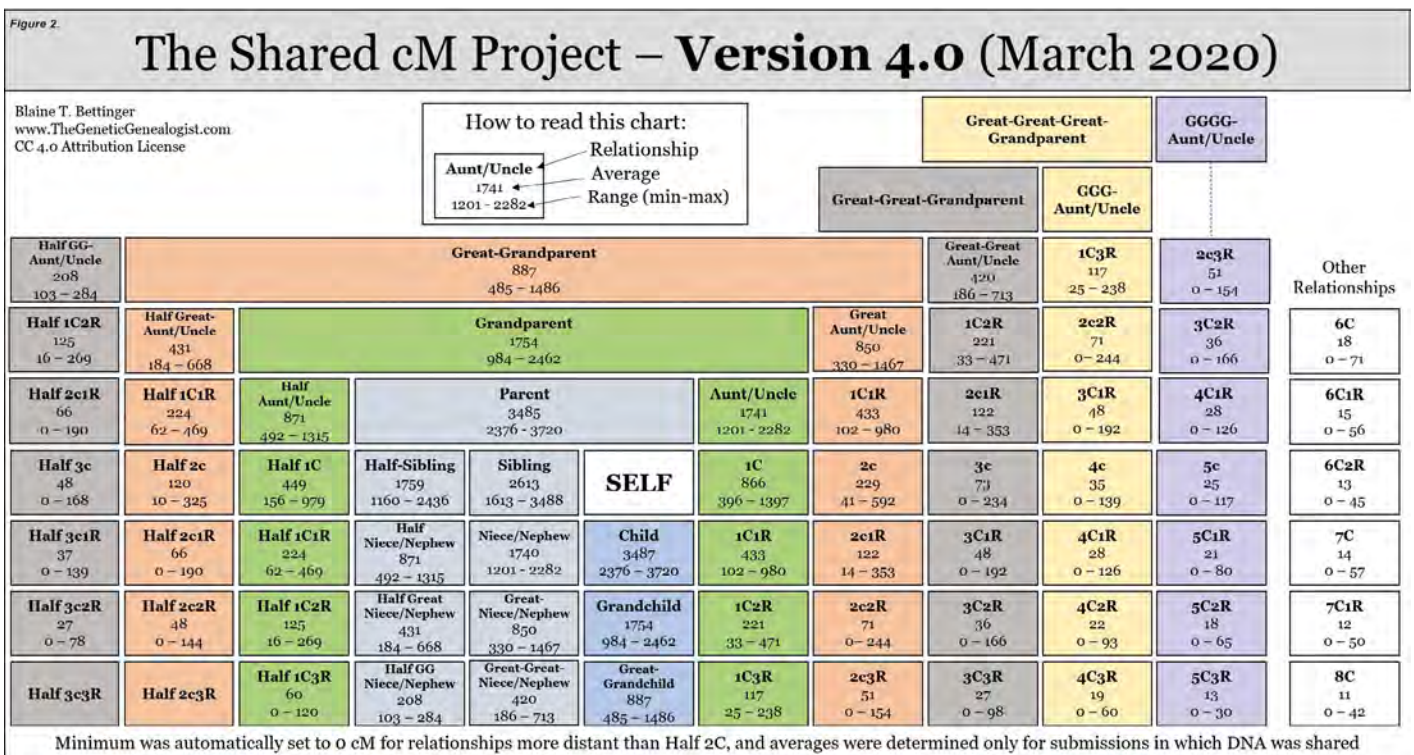 Figure 2.
The Shared cM Project – Version 4.0 (March 2020)
Blaine T. Bettinger
www.TheGeneticGenealogist.com
CC 4.0 Attribution License
How to read this chart:
Relationship
Average
Range (min-max)
Aunt/Uncle
1741
1201 - 2282
Great-Great-Great-
Grandparent
GGGG-
Aunt/Uncle
Great-Great-Grandparent
GGG-
Aunt/Uncle
Half GG-
Aunt/Uncle
208
103 – 284
Great-Grandparent
887
485 – 1486
Great-Great
Aunt/Uncle
420
186 – 713
1C3R
117
25 – 238
2c3R
51
0 – 154
Other
Relationships
Half 1C2R
125
16 – 269
Half Great-
Aunt/Uncle
431
184 – 668
Grandparent
1754
984 – 2462
Great
Aunt/Uncle
850
330 – 1467
1C2R
221
33 – 471
2c2R
71
0 – 244
3C2R
36
0 – 166
6C
18
0 – 71
Half 2c1R
66
0 – 190
Half 1C1R
224
62 – 469
Half
Aunt/Uncle
871
492 – 1315
Parent
3485
2376 - 3720
Aunt/Uncle
1741
1201 - 2282
1C1R
433
102 – 980
2c1R
122
14 – 353
3C1R
48
0 – 192
4C1R
28
0 – 126
6C1R
15
0 – 56
Half 3c
48
0 – 168
Half 2c
120
10 – 325
Half 1C
449
156 – 979
Half-Sibling
1759
1160 – 2436
Sibling
2613
1613 – 3488
SELF
1C
866
396 – 1397
2c
229
41 – 592
3c
73
0 – 234
4c
35
0 – 139
5c
25
0 – 117
6C2R
13
0 – 45
Half 3c1R
37
0 – 139
Half 2c1R
66
0 – 190
Half 1C1R
224
62 – 469
Half
Niece/Nephew
871
492 – 1315
Niece/Nephew
1740
1201 – 2282
Child
3487
2376 – 3720
1C1R
433
102 – 980
2c1R
122
14 – 353
3C1R
48
0 – 192
4C1R
28
0 – 126
5C1R
21
0 – 80
7C
14
0 – 57
Half 3c2R
27
0 – 78
Half 2c2R
48
0 – 144
Half 1C2R
125
16 – 269
Half Great
Niece/Nephew
431
184 – 668
Great-
Niece/Nephew
850
330 – 1467
Grandchild
1754
984 – 2462
1C2R
221
33 – 471
2c2R
71
0 – 244
3C2R
36
0 – 166
4C2R
22
0 – 93
5C2R
18
0 – 65
7C1R
12
0 – 50
Half 3c3R
Half 2c3R
Half 1C3R
60
0 – 120
Half GG
Niece/Nephew
208
103 – 284
Great-Great-
Niece/Nephew
420
186 – 713
Great-
Grandchild
887
485 – 1486
1C3R
117
25 – 238
2c3R
51
0 – 154
3C3R
27
0 – 98
4C3R
19
0 – 60
5C3R
13
0 – 30
8C
11
0 – 42
Minimum was automatically set to 0 cM for relationships more distant than Half 2C, and averages were determined only for submissions in which DNA was shared